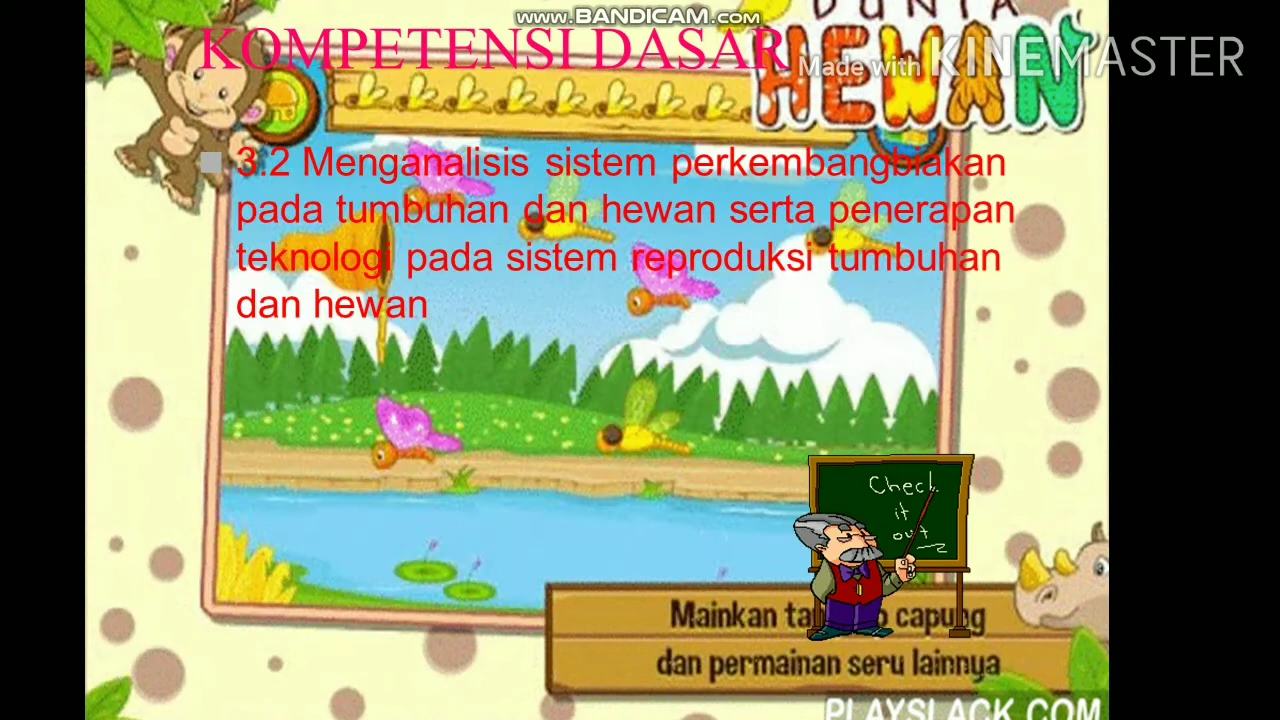 www.BANDICAM.com
DUNIA
KOMPETENSI DASAR
HEWAN
Made with KINEMASTER
3.2 Menganalisis sistem perkembangbiakan
pada tumbuhan dan hewan serta penerapan
teknologi pada sistem reproduksi tumbuhan
dan hewan
Check
it
out
Mainkan capung
dan permainan seru lainnya
PLAYSLACK.COM